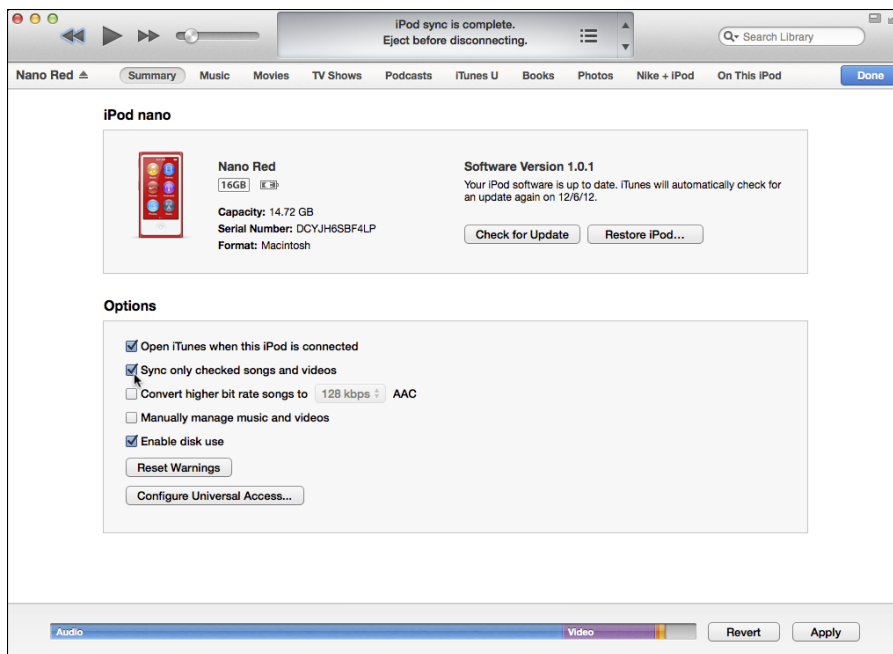 iPod sync is complete.
Eject before disconnecting.
Search Library
Nano Red Summary Music Movies TV Shows Podcasts iTunes U Books Photos Nike + iPod On This iPod Done
iPod nano
Nano Red
16GB
Capacity: 14.72 GB
Serial Number: DCYJH6SBF4LP
Format: Macintosh
Software Version 1.0.1
Your iPod software is up to date. iTunes will automatically check for
an update again on 12/6/12.
Check for Update Restore iPod...
Options
Open iTunes when this iPod is connected
Sync only checked songs and videos
Convert higher bit rate songs to 128 kbps AAC
Manually manage music and videos
Enable disk use
Reset Warnings
Configure Universal Access...
Audio Video Revert Apply